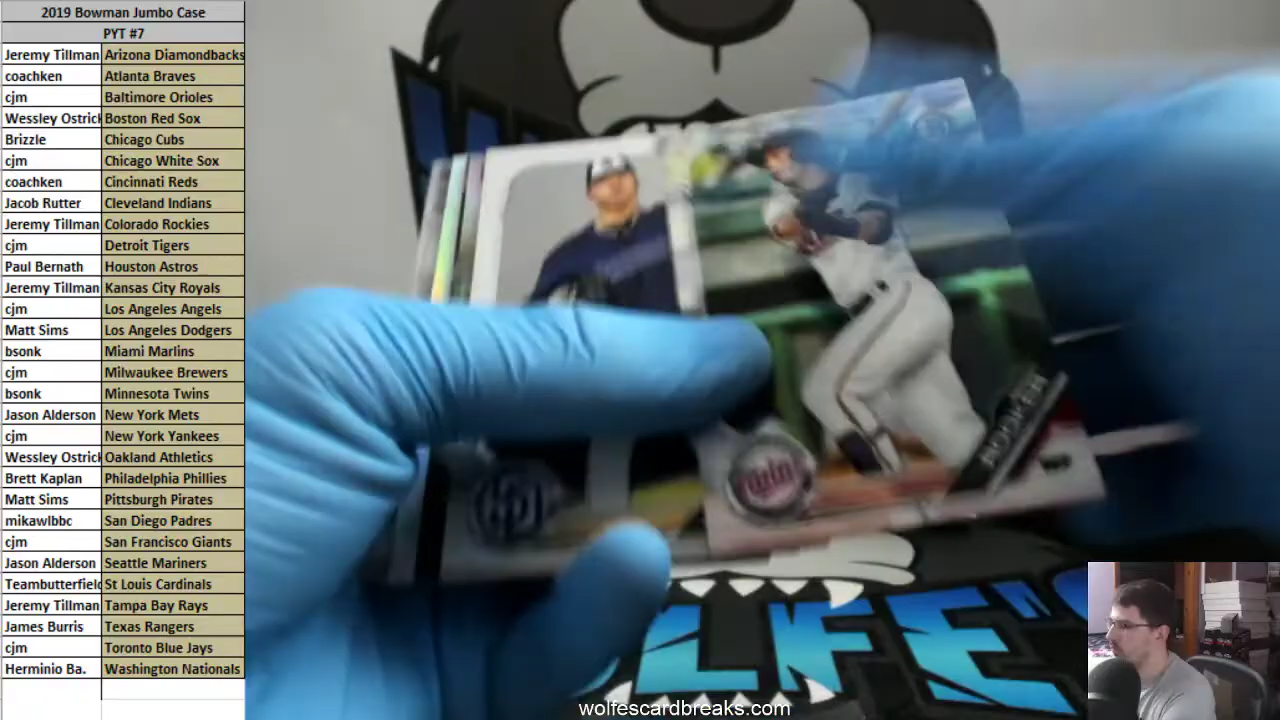 2019 Bowman Jumbo Case
PYT #7
Jeremy Tillman Arizona Diamondbacks
coachken Atlanta Braves
cjm Baltimore Orioles
Wessley Ostrick Boston Red Sox
Brizzle Chicago Cubs
cjm Chicago White Sox
coachken Cincinnati Reds
Jacob Rutter Cleveland Indians
Jeremy Tillman Colorado Rockies
cjm Detroit Tigers
Paul Bernath Houston Astros
Jeremy Tillman Kansas City Royals
cjm Los Angeles Angels
Matt Sims Los Angeles Dodgers
bsonk Miami Marlins
cjm Milwaukee Brewers
bsonk Minnesota Twins
Jason Alderson New York Mets
cjm New York Yankees
Wessley Ostrick Oakland Athletics
Brett Kaplan Philadelphia Phillies
Matt Sims Pittsburgh Pirates
mikawlbbc San Diego Padres
cjm San Francisco Giants
Jason Alderson Seattle Mariners
Teambutterfield St Louis Cardinals
Jeremy Tillman Tampa Bay Rays
James Burris Texas Rangers
cjm Toronto Blue Jays
Herminio Ba. Washington Nationals
ROOKER
LFE'S
wolfescardbreaks.com